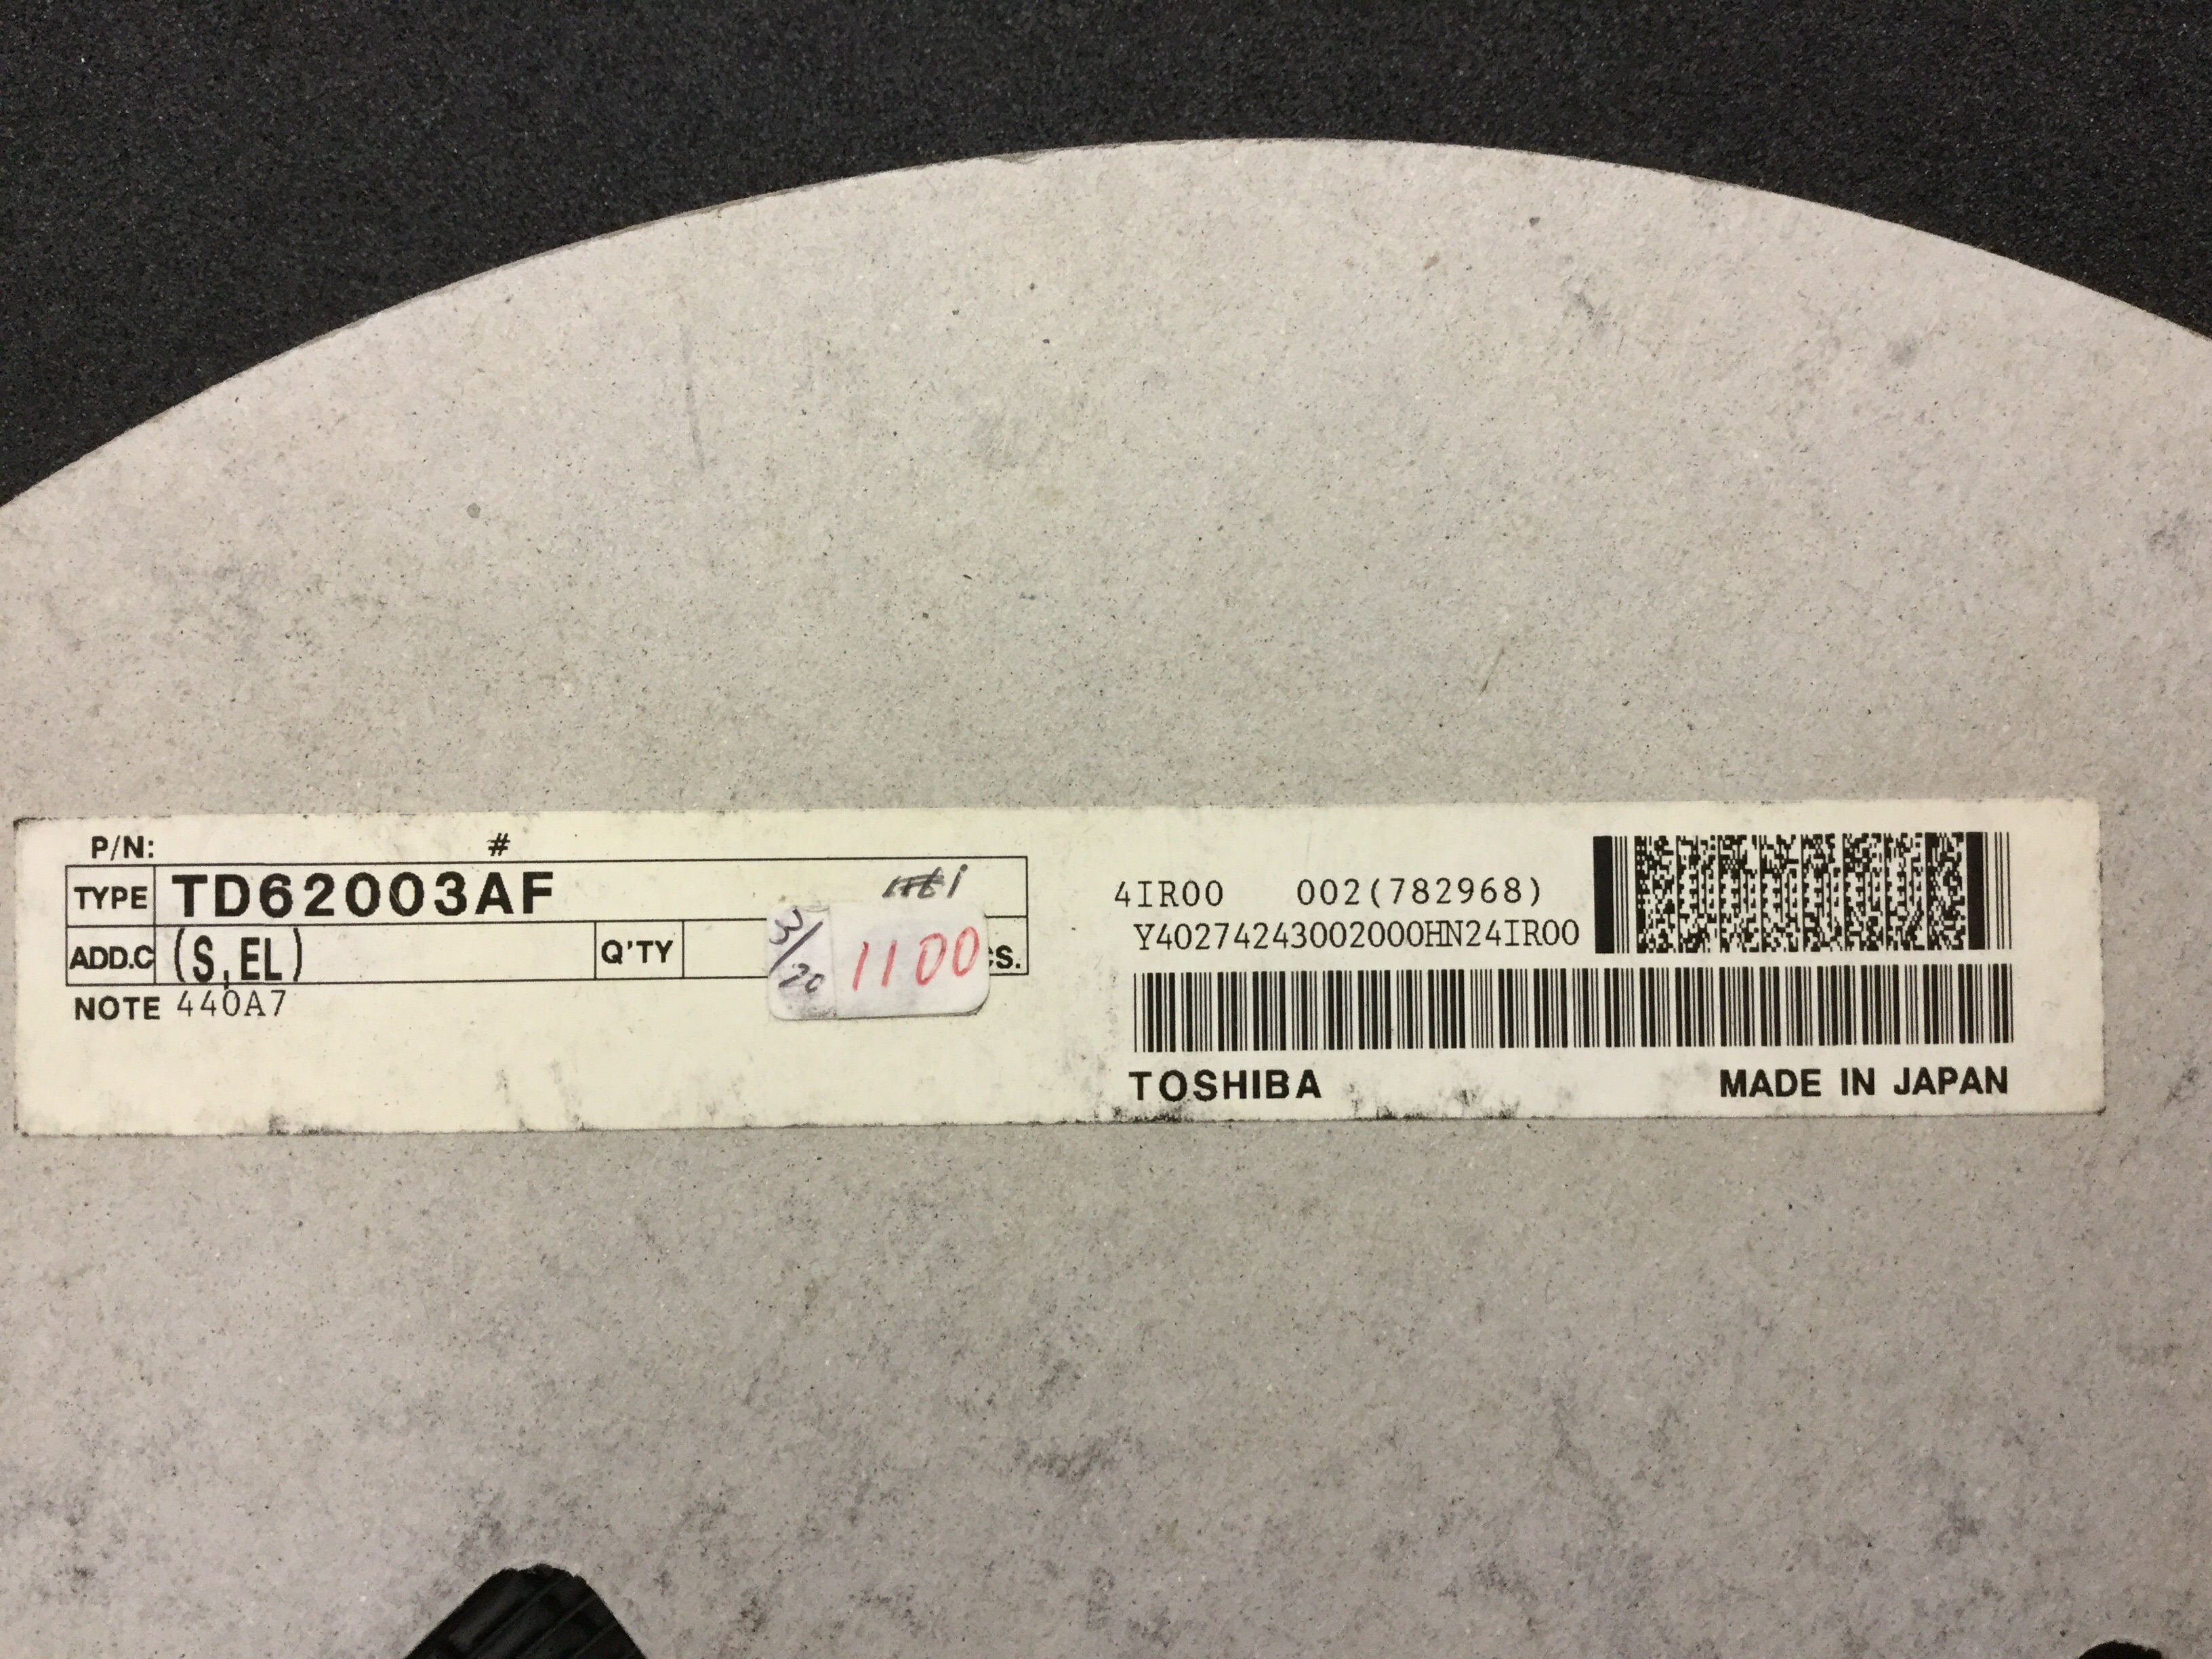 P/N: #
TYPE TD62003AF
ADD.C (S,EL) Q'TY
3/20 1100
NOTE 440A7
4IR00 002(782968)
Y40274243002000HN24IR00
TOSHIBA MADE IN JAPAN